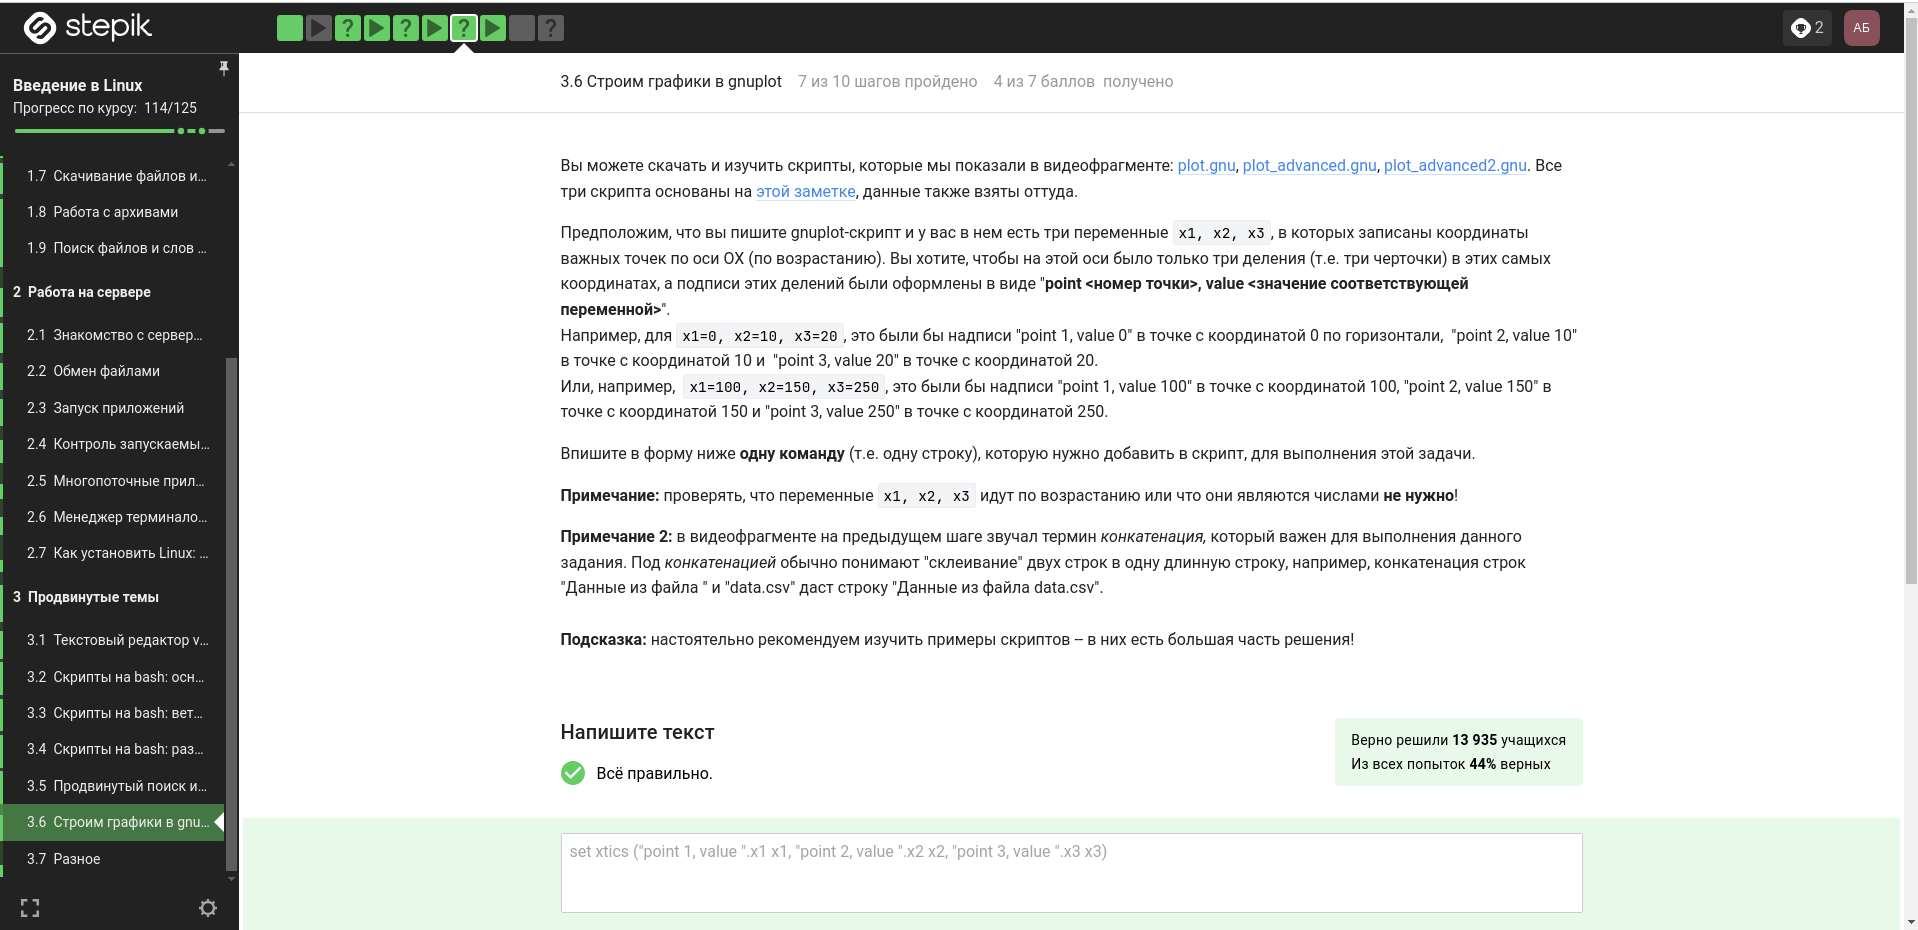 stepik
? ? ? ? ?
2
АБ
Введение в Linux
Прогресс по курсу: 114/125
1.7 Скачивание файлов и...
1.8 Работа с архивами
1.9 Поиск файлов и слов ...
2 Работа на сервере
2.1 Знакомство с сервер...
2.2 Обмен файлами
2.3 Запуск приложений
2.4 Контроль запускаемы...
2.5 Многопоточные прил...
2.6 Менеджер терминало...
2.7 Как установить Linux: ...
3 Продвинутые темы
3.1 Текстовый редактор v...
3.2 Скрипты на bash: осн...
3.3 Скрипты на bash: вет...
3.4 Скрипты на bash: раз...
3.5 Продвинутый поиск и...
3.6 Строим графики в gnu...
3.7 Разное
3.6 Строим графики в gnuplot 7 из 10 шагов пройдено 4 из 7 баллов получено
Вы можете скачать и изучить скрипты, которые мы показали в видеофрагменте: plot.gnu, plot_advanced.gnu, plot_advanced2.gnu. Все
три скрипта основаны на этой заметке, данные также взяты оттуда.
Предположим, что вы пишите gnuplot-скрипт и у вас в нем есть три переменные x1, x2, x3, в которых записаны координаты
важных точек по оси OX (по возрастанию). Вы хотите, чтобы на этой оси было только три деления (т.е. три черточки) в этих самых
координатах, а подписи этих делений были оформлены в виде "point <номер точки>, value <значение соответствующей
переменной>".
Например, для x1=0, x2=10, x3=20, это были бы надписи "point 1, value 0" в точке с координатой 0 по горизонтали, "point 2, value 10"
в точке с координатой 10 и "point 3, value 20" в точке с координатой 20.
Или, например, x1=100, x2=150, x3=250, это были бы надписи "point 1, value 100" в точке с координатой 100, "point 2, value 150" в
точке с координатой 150 и "point 3, value 250" в точке с координатой 250.
Впишите в форму ниже одну команду (т.е. одну строку), которую нужно добавить в скрипт, для выполнения этой задачи.
Примечание: проверять, что переменные x1, x2, x3 идут по возрастанию или что они являются числами не нужно!
Примечание 2: в видеофрагменте на предыдущем шаге звучал термин конкатенация, который важен для выполнения данного
задания. Под конкатенацией обычно понимают "склеивание" двух строк в одну длинную строку, например, конкатенация строк
"Данные из файла " и "data.csv" даст строку "Данные из файла data.csv".
Подсказка: настоятельно рекомендуем изучить примеры скриптов – в них есть большая часть решения!
Напишите текст
Всё правильно.
Верно решили 13 935 учащихся
Из всех попыток 44% верных
set xtics ("point 1, value ".x1 x1, "point 2, value ".x2 x2, "point 3, value ".x3 x3)